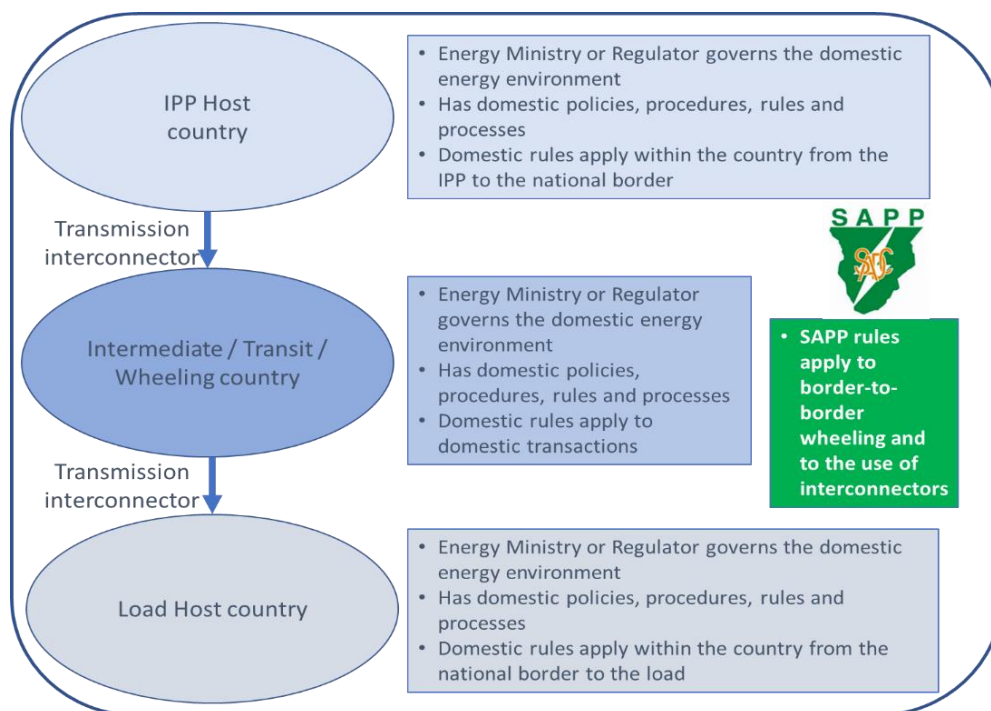 IPP Host
country
• Energy Ministry or Regulator governs the domestic
energy environment
• Has domestic policies, procedures, rules and
processes
• Domestic rules apply within the country from the
IPP to the national border
Transmission
interconnector
SAPP
SADC
Intermediate / Transit /
Wheeling country
• Energy Ministry or Regulator
governs the domestic energy
environment
• Has domestic policies,
procedures, rules and processes
• Domestic rules apply to
domestic transactions
• SAPP rules
apply to
border-to-
border
wheeling and
to the use of
interconnectors
Transmission
interconnector
Load Host country
• Energy Ministry or Regulator governs the domestic
energy environment
• Has domestic policies, procedures, rules and
processes
• Domestic rules apply within the country from the
national border to the load